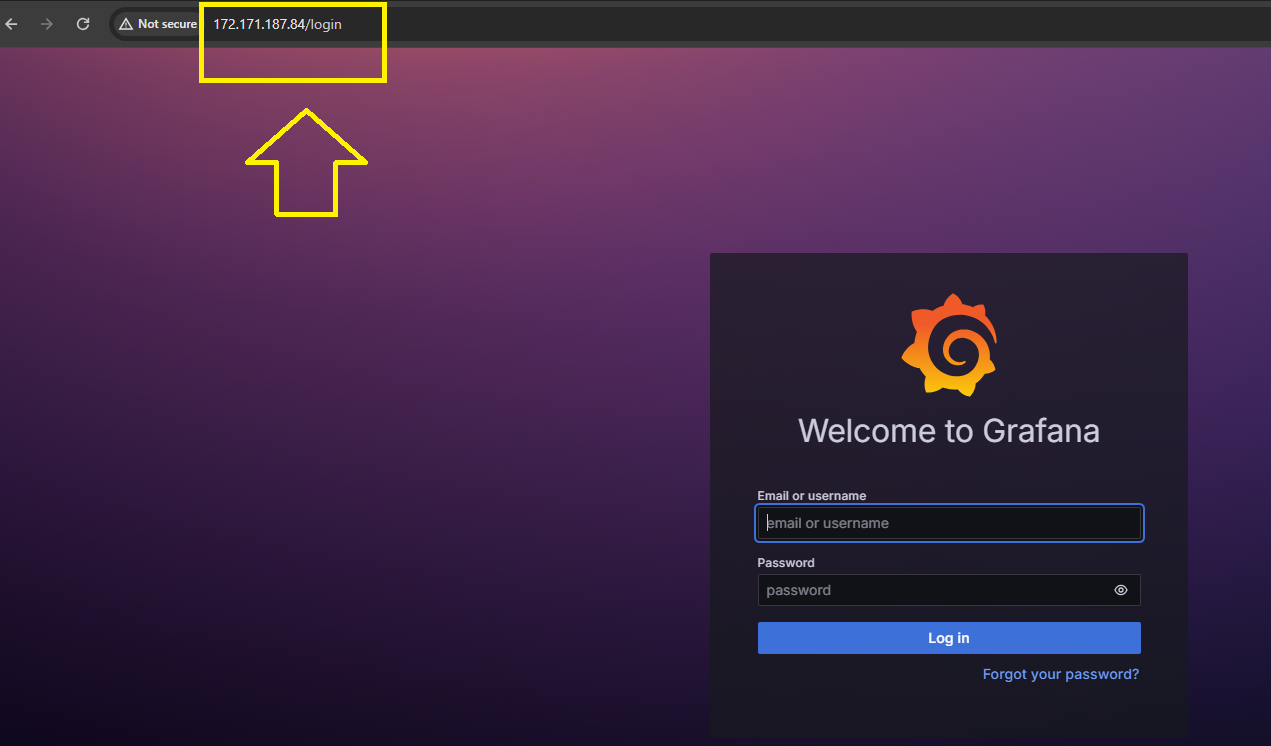 Not secure 172.171.187.84/login
Welcome to Grafana
Email or username
email or username
Password
password
Log in
Forgot your password?